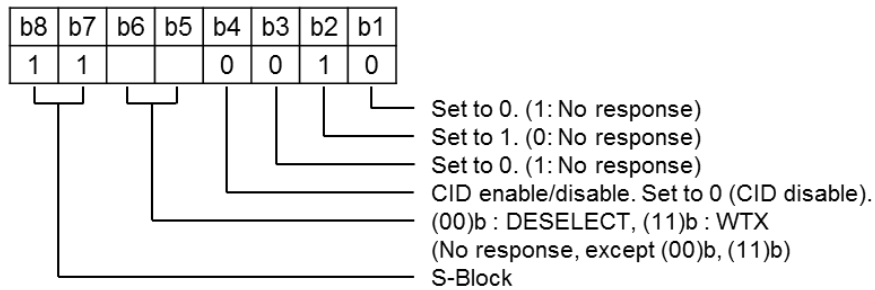 b8 b7 b6 b5 b4 b3 b2 b1
1 1 0 0 1 0
Set to 0. (1: No response)
Set to 1. (0: No response)
Set to 0. (1: No response)
CID enable/disable. Set to 0 (CID disable).
(00)b : DESELECT, (11)b : WTX
(No response, except (00)b, (11)b)
S-Block